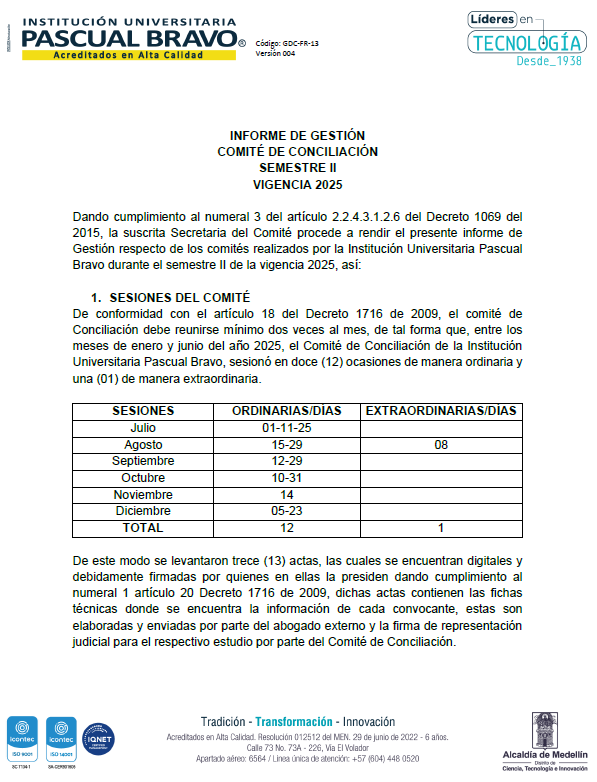 INSTITUCIÓN UNIVERSITARIA
PASCUAL BRAVO®
Acreditados en Alta Calidad
Código: GDC-FR-13
Versión 004
Líderes en
TECNOLOGÍA
Desde_1938
INFORME DE GESTIÓN
COMITÉ DE CONCILIACIÓN
SEMESTRE II
VIGENCIA 2025
Dando cumplimiento al numeral 3 del artículo 2.2.4.3.1.2.6 del Decreto 1069 del
2015, la suscrita Secretaria del Comité procede a rendir el presente informe de
Gestión respecto de los comités realizados por la Institución Universitaria Pascual
Bravo durante el semestre II de la vigencia 2025, así:
1. SESIONES DEL COMITÉ
De conformidad con el artículo 18 del Decreto 1716 de 2009, el comité de
Conciliación debe reunirse mínimo dos veces al mes, de tal forma que, entre los
meses de enero y junio del año 2025, el Comité de Conciliación de la Institución
Universitaria Pascual Bravo, sesionó en doce (12) ocasiones de manera ordinaria y
una (01) de manera extraordinaria.
SESIONES ORDINARIAS/DÍAS EXTRAORDINARIAS/DÍAS
Julio 01-11-25
Agosto 15-29 08
Septiembre 12-29
Octubre 10-31
Noviembre 14
Diciembre 05-23
TOTAL 12 1
De este modo se levantaron trece (13) actas, las cuales se encuentran digitales y
debidamente firmadas por quienes en ellas la presiden dando cumplimiento al
numeral 1 artículo 20 Decreto 1716 de 2009, dichas actas contienen las fichas
técnicas donde se encuentra la información de cada convocante, estas son
elaboradas y enviadas por parte del abogado externo y la firma de representación
judicial para el respectivo estudio por parte del Comité de Conciliación.
icontec
ISO 9001
SC 1134-1
icontec
ISO 14001
SA-CER901609
IQNET
Tradición - Transformación - Innovación
Acreditados en Alta Calidad. Resolución 012512 del MEN. 29 de junio de 2022 - 6 años.
Calle 73 No. 73A - 226, Vía El Volador
Apartado aéreo: 6564 / Línea única de atención: +57 (604) 448 0520
Alcaldía de Medellín
Distrito de
Ciencia, Tecnología e Innovación